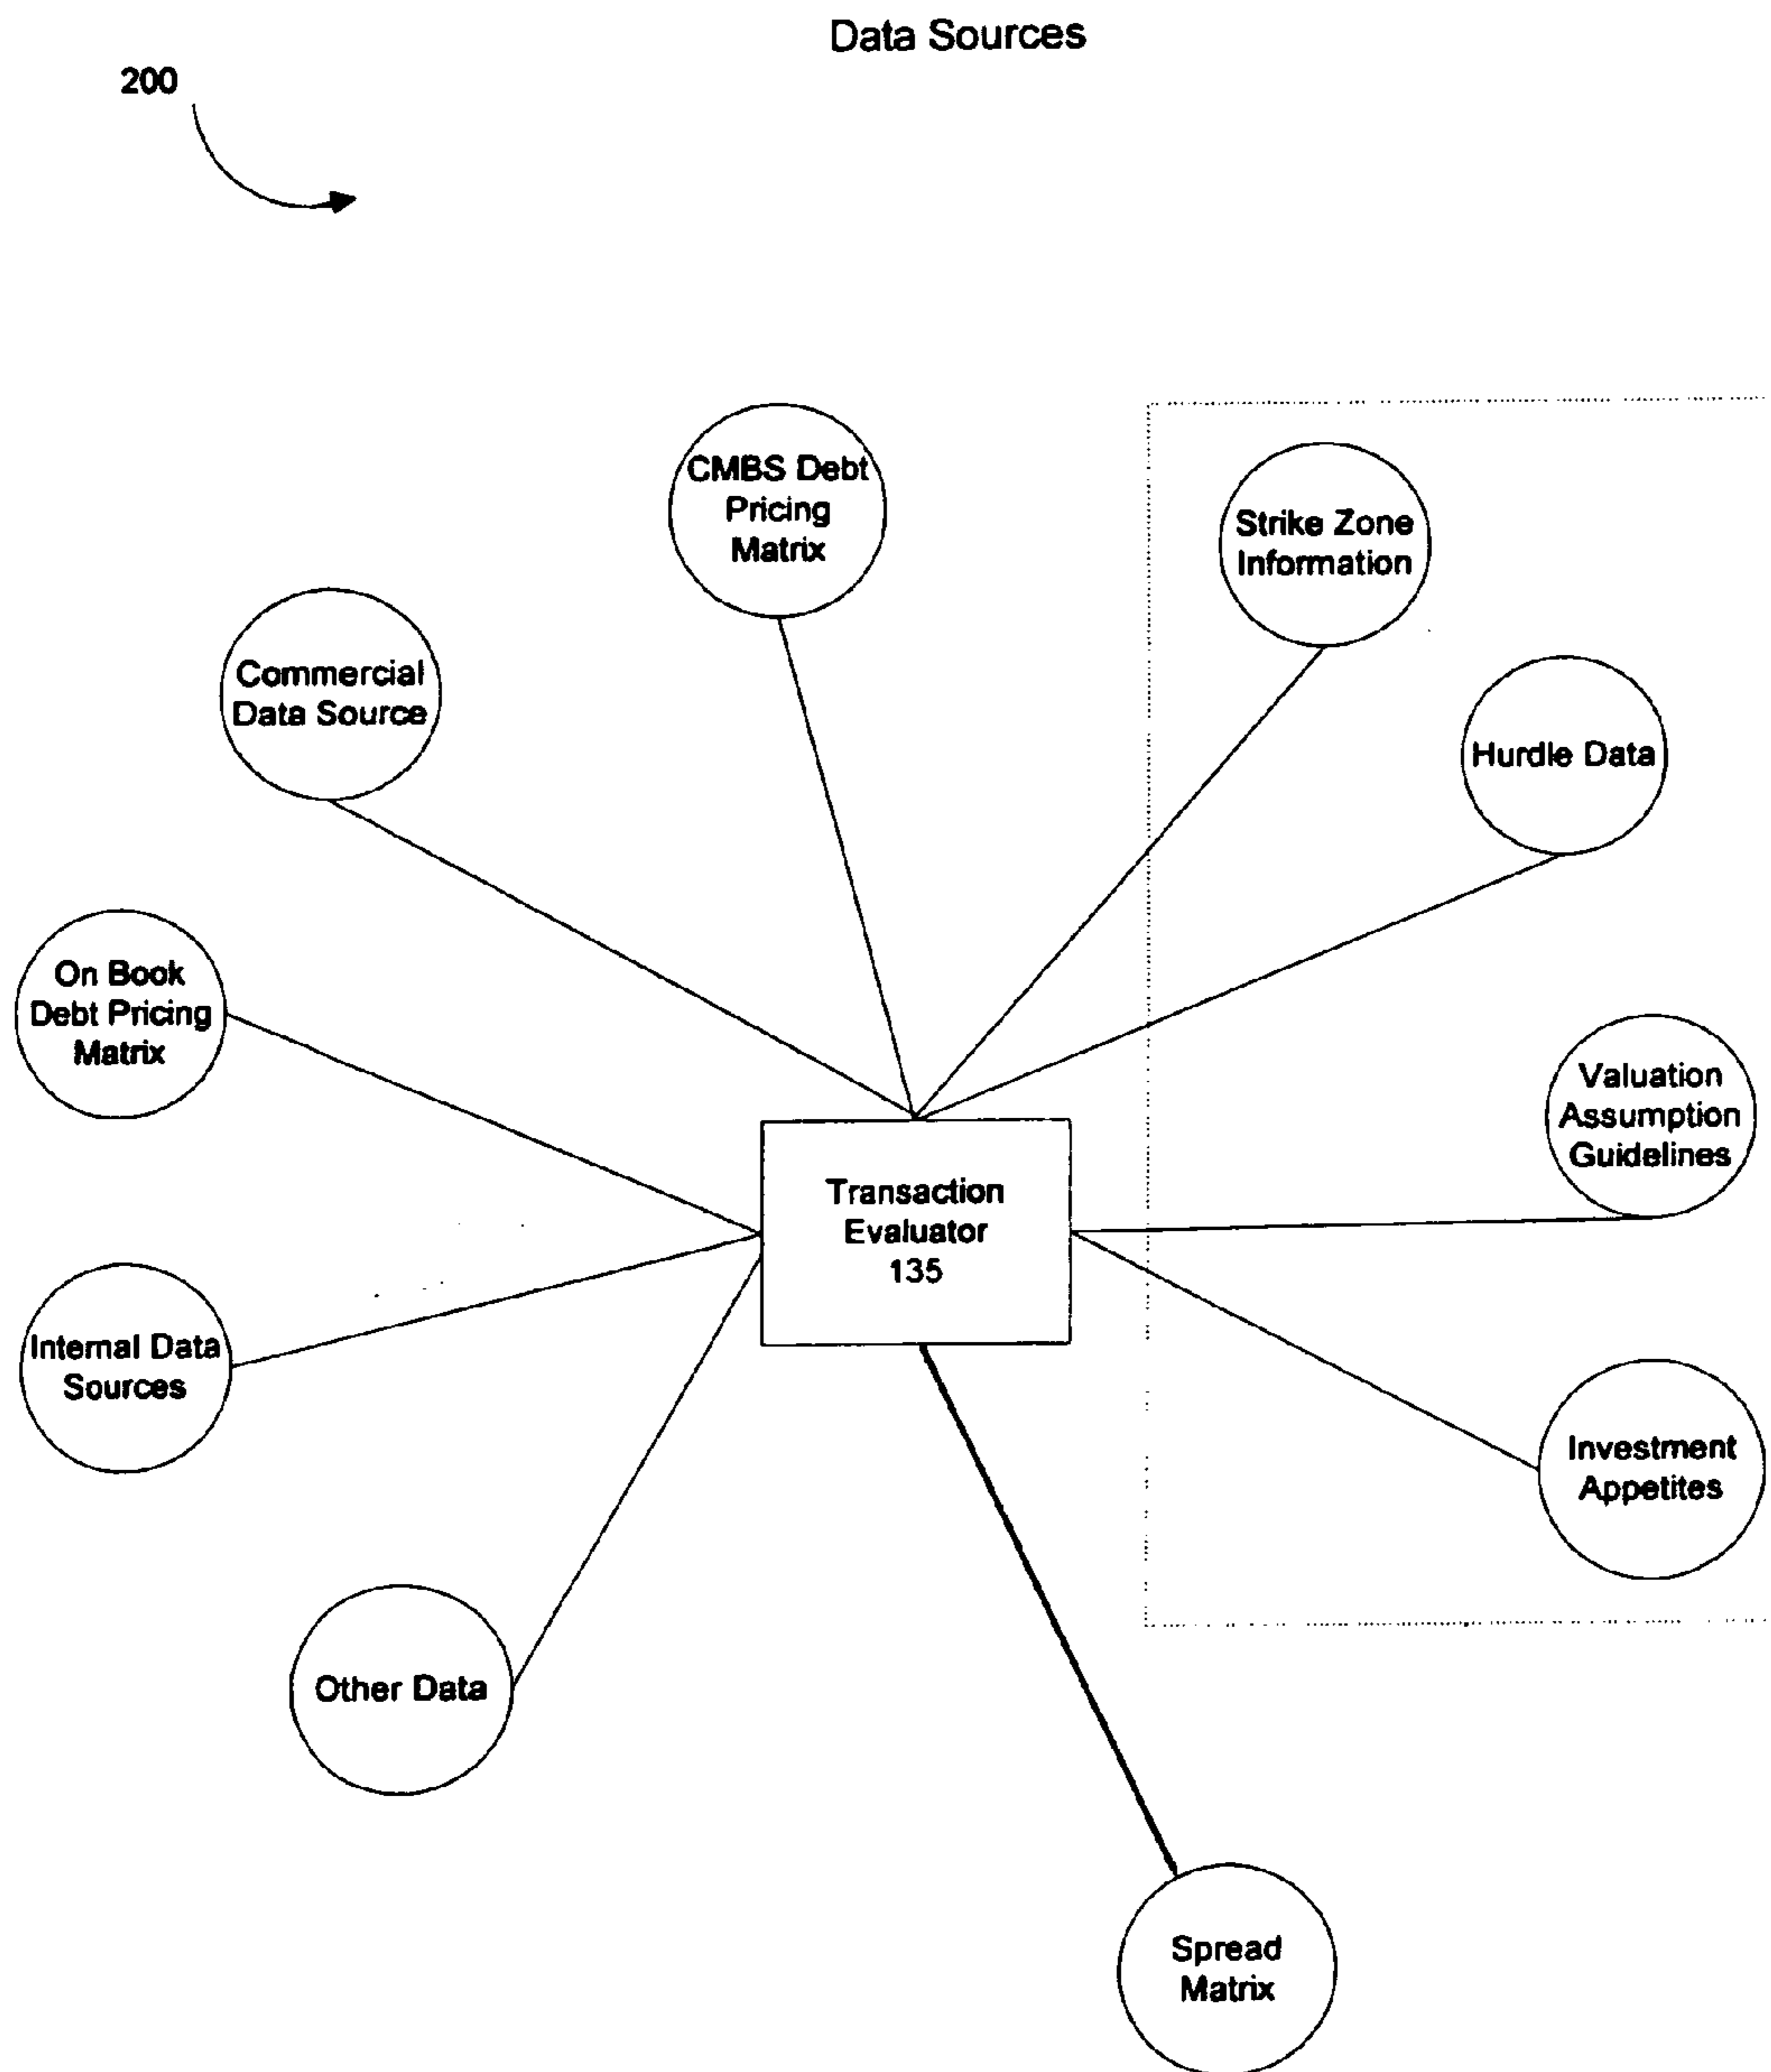 Data Sources
200
CMBS Debt
Pricing
Matrix
Strike Zone
Information
Commercial
Data Source
Hurdle Data
On Book
Debt Pricing
Matrix
Valuation
Assumption
Guidelines
Transaction
Evaluator
135
Internal Data
Sources
Investment
Appetites
Other Data
Spread
Matrix